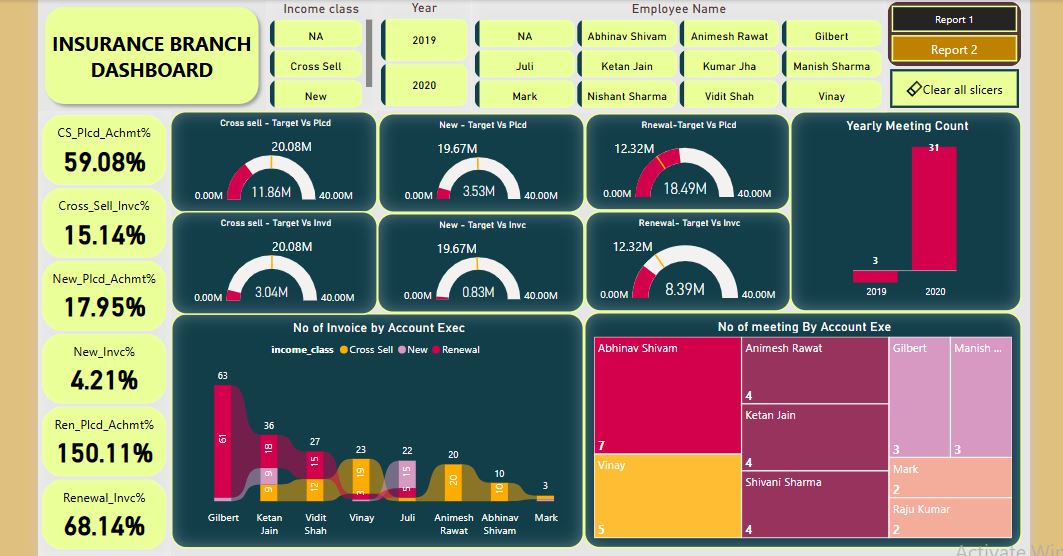 INSURANCE BRANCH
DASHBOARD
Income class
NA
Cross Sell
New
Year
2019
2020
Employee Name
NA
Abhinav Shivam
Animesh Rawat
Gilbert
Juli
Ketan Jain
Kumar Jha
Manish Sharma
Mark
Nishant Sharma
Vidit Shah
Vinay
Report 1
Report 2
Clear all slicers
CS_Plcd_Achmt%
59.08%
Cross_Sell_Invc%
15.14%
New_Plcd_Achmt%
17.95%
New_Invc%
4.21%
Ren_Plcd_Achmt%
150.11%
Renewal_Invc%
68.14%
Cross sell - Target Vs Plcd
20.08M
0.00M
11.86M
40.00M
New - Target Vs Plcd
19.67M
0.00M
3.53M
40.00M
Rnewal-Target Vs Plcd
12.32M
0.00M
18.49M
40.00M
Cross sell - Target Vs Invd
20.08M
0.00M
3.04M
40.00M
New - Target Vs Invc
19.67M
0.00M
0.83M
40.00M
Renewal- Target Vs Invc
12.32M
0.00M
8.39M
40.00M
Yearly Meeting Count
31
3
2019
2020
No of Invoice by Account Exec
income_class Cross Sell New Renewal
63
61
36
18
9
9
27
15
12
23
19
3
22
15
5
20
20
10
10
3
Gilbert
Ketan
Jain
Vidit
Shah
Vinay
Juli
Animesh
Rawat
Abhinav
Shivam
Mark
No of meeting By Account Exe
Abhinav Shivam
7
Vinay
5
Animesh Rawat
4
Ketan Jain
4
Shivani Sharma
4
Gilbert
3
Manish ...
3
Mark
2
Raju Kumar
2